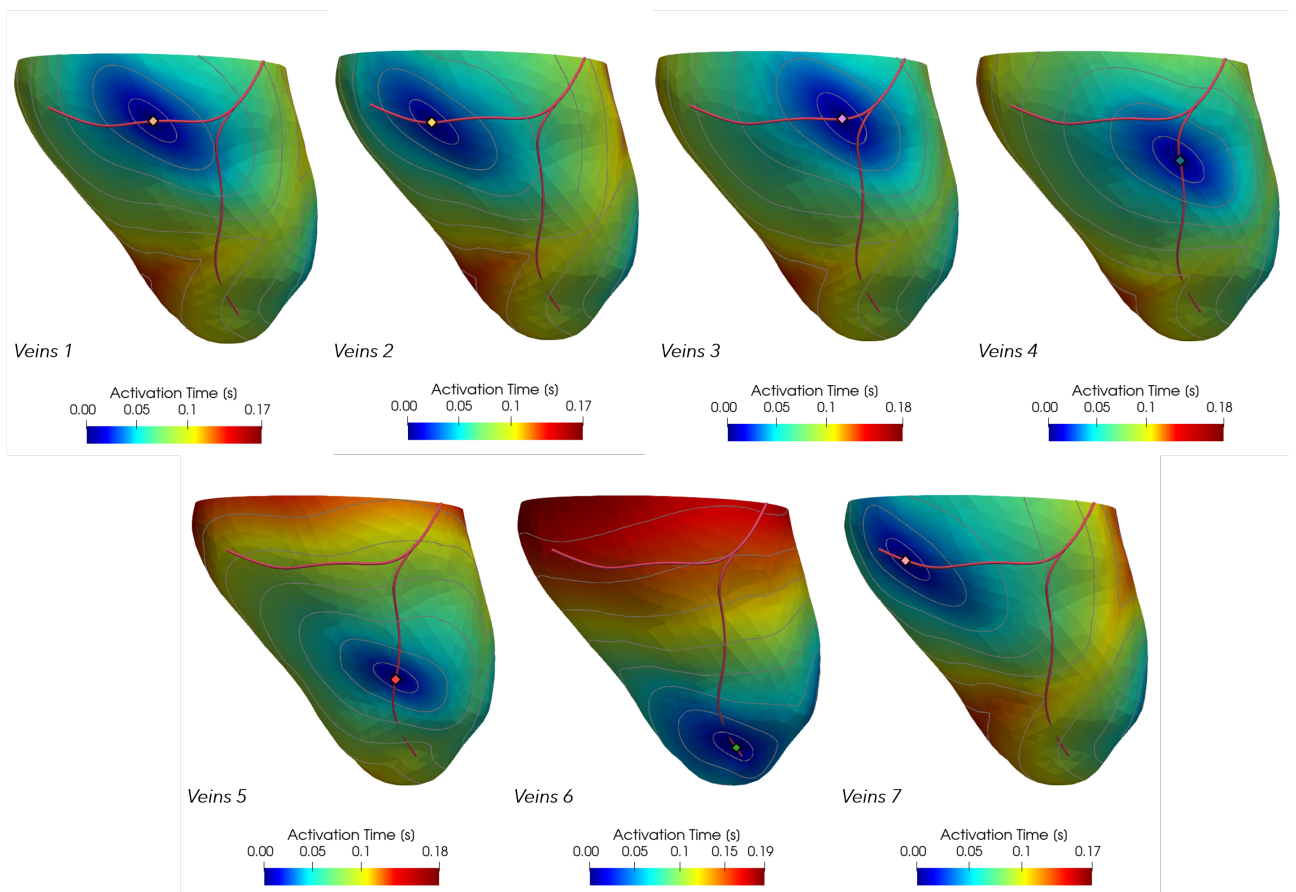 Veins 1 Veins 2 Veins 3 Veins 4
Activation Time (s) Activation Time (s) Activation Time (s) Activation Time (s)
0.00 0.05 0.1 0.17 0.00 0.05 0.1 0.17 0.00 0.05 0.1 0.18 0.00 0.05 0.1 0.18
Veins 5 Veins 6 Veins 7
Activation Time (s) Activation Time (s) Activation Time (s)
0.00 0.05 0.1 0.18 0.00 0.05 0.1 0.15 0.19 0.00 0.05 0.1 0.17